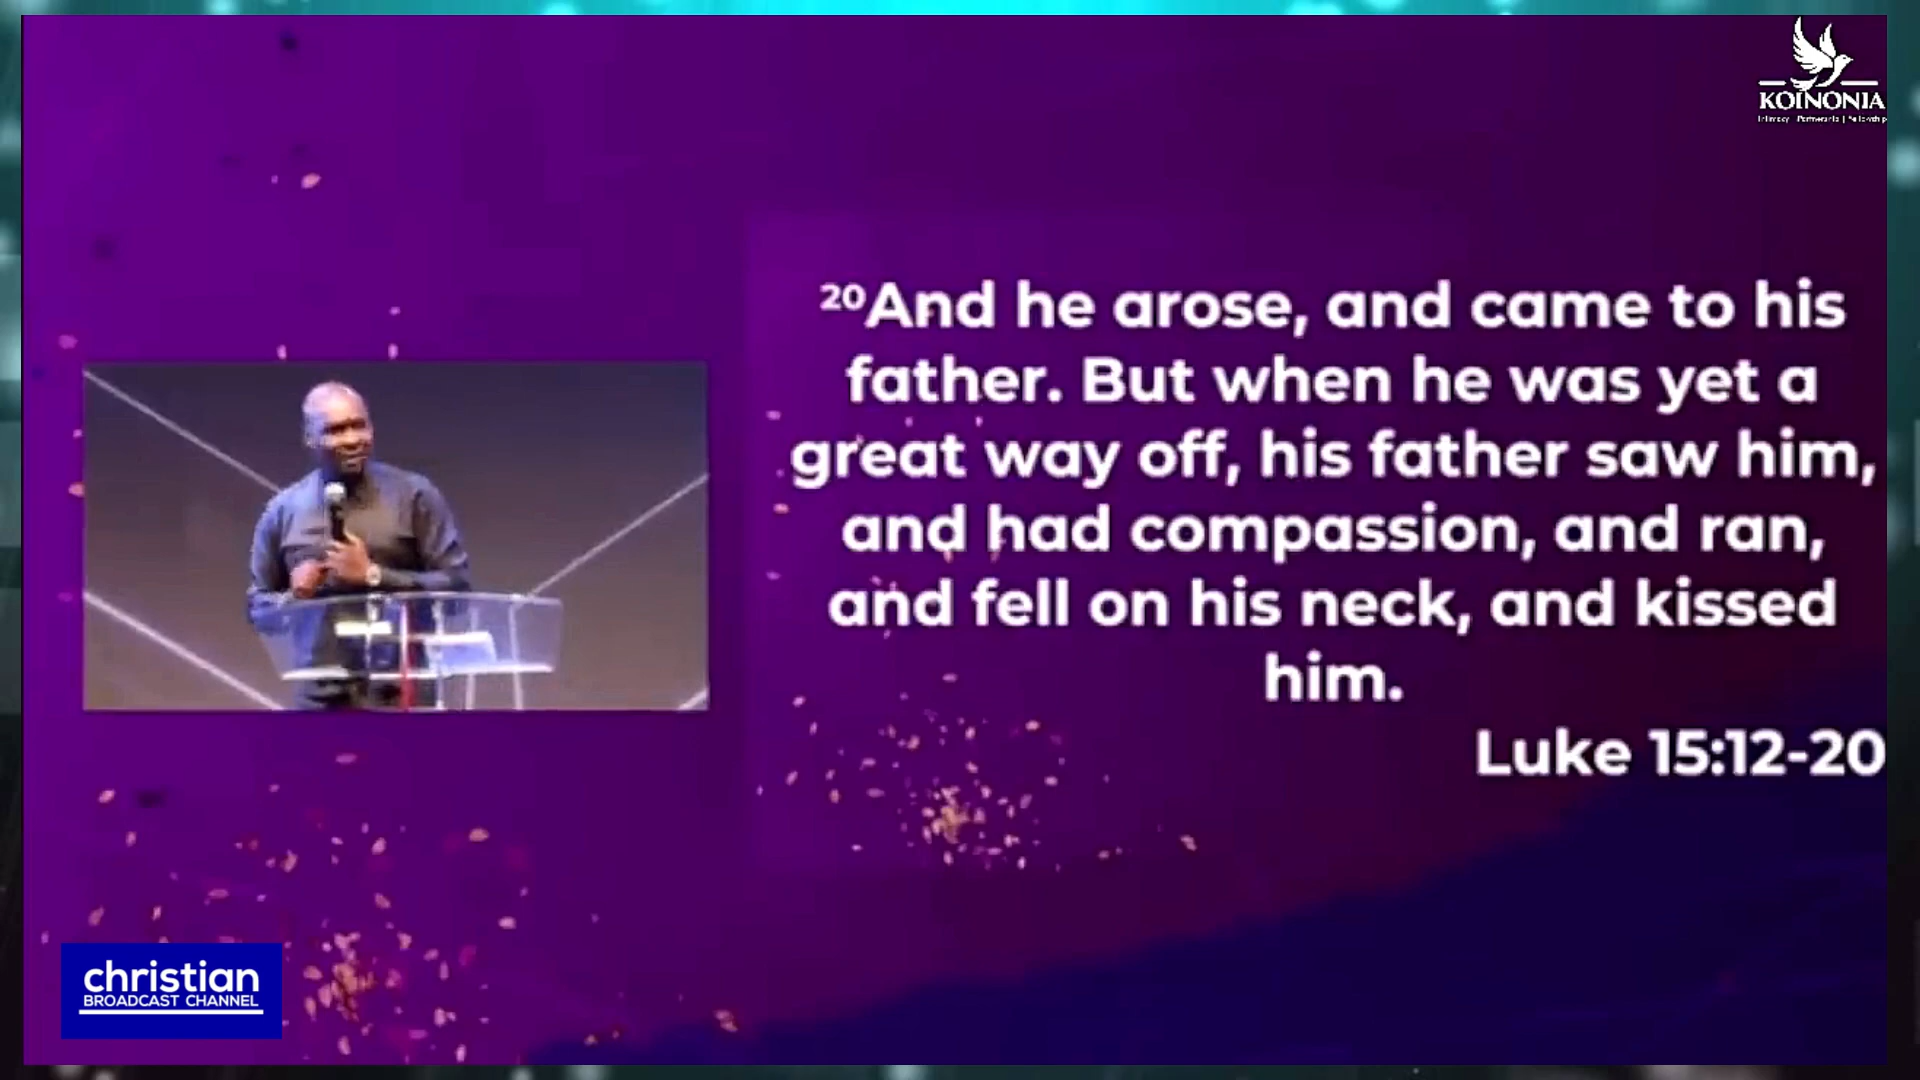 KOINONIA
20And he arose, and came to his
father. But when he was yet a
great way off, his father saw him,
and had compassion, and ran,
and fell on his neck, and kissed
him.
Luke 15:12-20
christian
BROADCAST CHANNEL